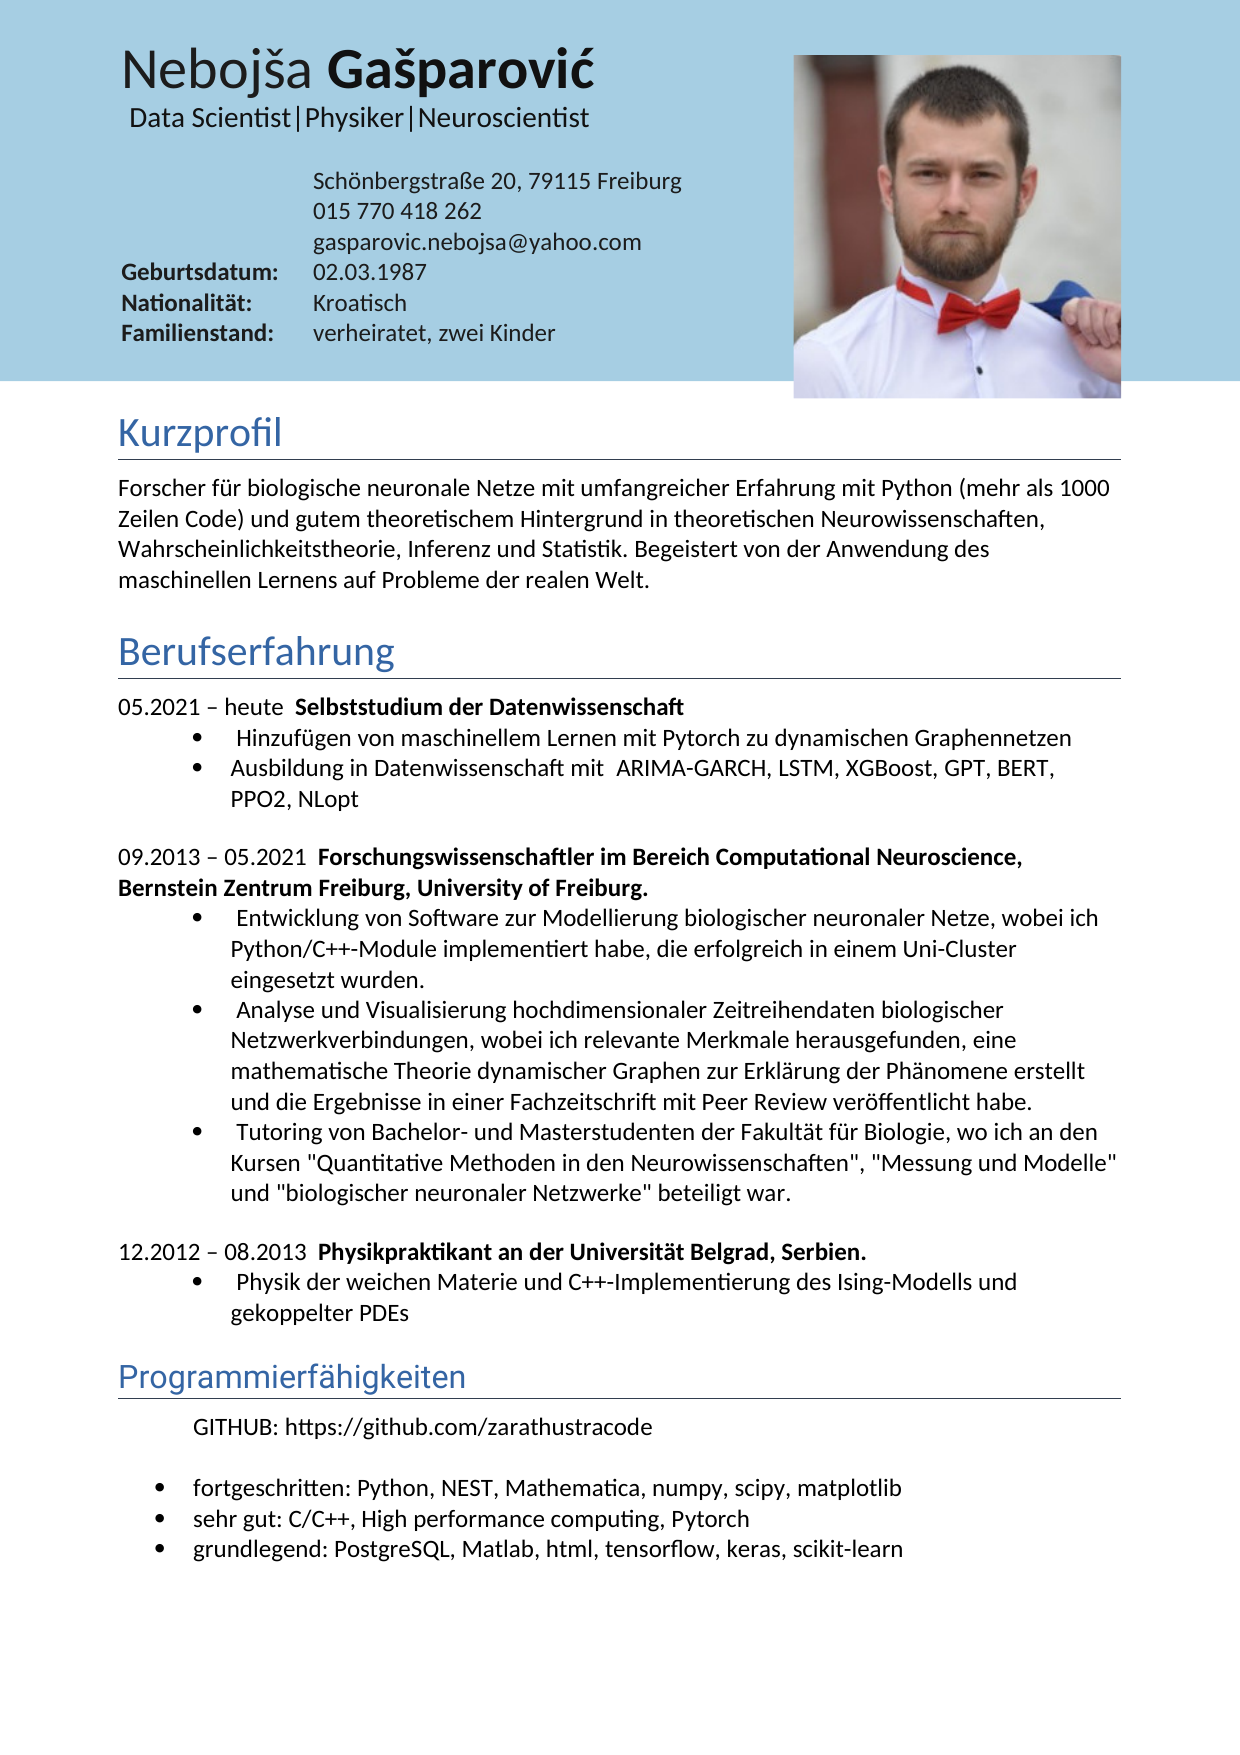 Nebojša Gašparović
Data Scientist|Physiker|Neuroscientist
Schönbergstraße 20, 79115 Freiburg
015 770 418 262
gasparovic.nebojsa@yahoo.com
Geburtsdatum: 02.03.1987
Nationalität: Kroatisch
Familienstand: verheiratet, zwei Kinder
Kurzprofil
Forscher für biologische neuronale Netze mit umfangreicher Erfahrung mit Python (mehr als 1000
Zeilen Code) und gutem theoretischem Hintergrund in theoretischen Neurowissenschaften,
Wahrscheinlichkeitstheorie, Inferenz und Statistik. Begeistert von der Anwendung des
maschinellen Lernens auf Probleme der realen Welt.
Berufserfahrung
05.2021 – heute Selbststudium der Datenwissenschaft
• Hinzufügen von maschinellem Lernen mit Pytorch zu dynamischen Graphennetzen
• Ausbildung in Datenwissenschaft mit ARIMA-GARCH, LSTM, XGBoost, GPT, BERT,
PPO2, NLopt
09.2013 – 05.2021 Forschungswissenschaftler im Bereich Computational Neuroscience,
Bernstein Zentrum Freiburg, University of Freiburg.
• Entwicklung von Software zur Modellierung biologischer neuronaler Netze, wobei ich
Python/C++-Module implementiert habe, die erfolgreich in einem Uni-Cluster
eingesetzt wurden.
• Analyse und Visualisierung hochdimensionaler Zeitreihendaten biologischer
Netzwerkverbindungen, wobei ich relevante Merkmale herausgefunden, eine
mathematische Theorie dynamischer Graphen zur Erklärung der Phänomene erstellt
und die Ergebnisse in einer Fachzeitschrift mit Peer Review veröffentlicht habe.
• Tutoring von Bachelor- und Masterstudenten der Fakultät für Biologie, wo ich an den
Kursen "Quantitative Methoden in den Neurowissenschaften", "Messung und Modelle"
und "biologischer neuronaler Netzwerke" beteiligt war.
12.2012 – 08.2013 Physikpraktikant an der Universität Belgrad, Serbien.
• Physik der weichen Materie und C++-Implementierung des Ising-Modells und
gekoppelter PDEs
Programmierfähigkeiten
GITHUB: https://github.com/zarathustracode
• fortgeschritten: Python, NEST, Mathematica, numpy, scipy, matplotlib
• sehr gut: C/C++, High performance computing, Pytorch
• grundlegend: PostgreSQL, Matlab, html, tensorflow, keras, scikit-learn